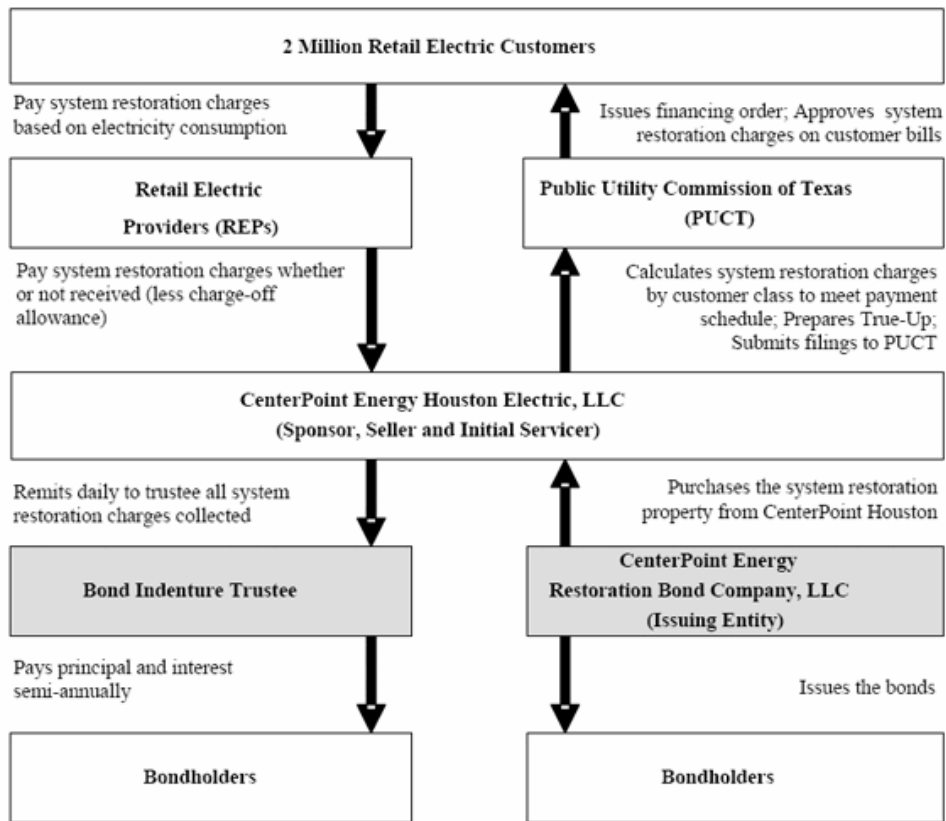 2 Million Retail Electric Customers
Pay system restoration charges
based on electricity consumption
Issues financing order; Approves system
restoration charges on customer bills
Retail Electric
Providers (REPs)
Public Utility Commission of Texas
(PUCT)
Pay system restoration charges whether
or not received (less charge-off
allowance)
Calculates system restoration charges
by customer class to meet payment
schedule; Prepares True-Up;
Submits filings to PUCT
CenterPoint Energy Houston Electric, LLC
(Sponsor, Seller and Initial Servicer)
Remits daily to trustee all system
restoration charges collected
Purchases the system restoration
property from CenterPoint Houston
Bond Indenture Trustee
CenterPoint Energy
Restoration Bond Company, LLC
(Issuing Entity)
Pays principal and interest
semi-annually
Issues the bonds
Bondholders
Bondholders